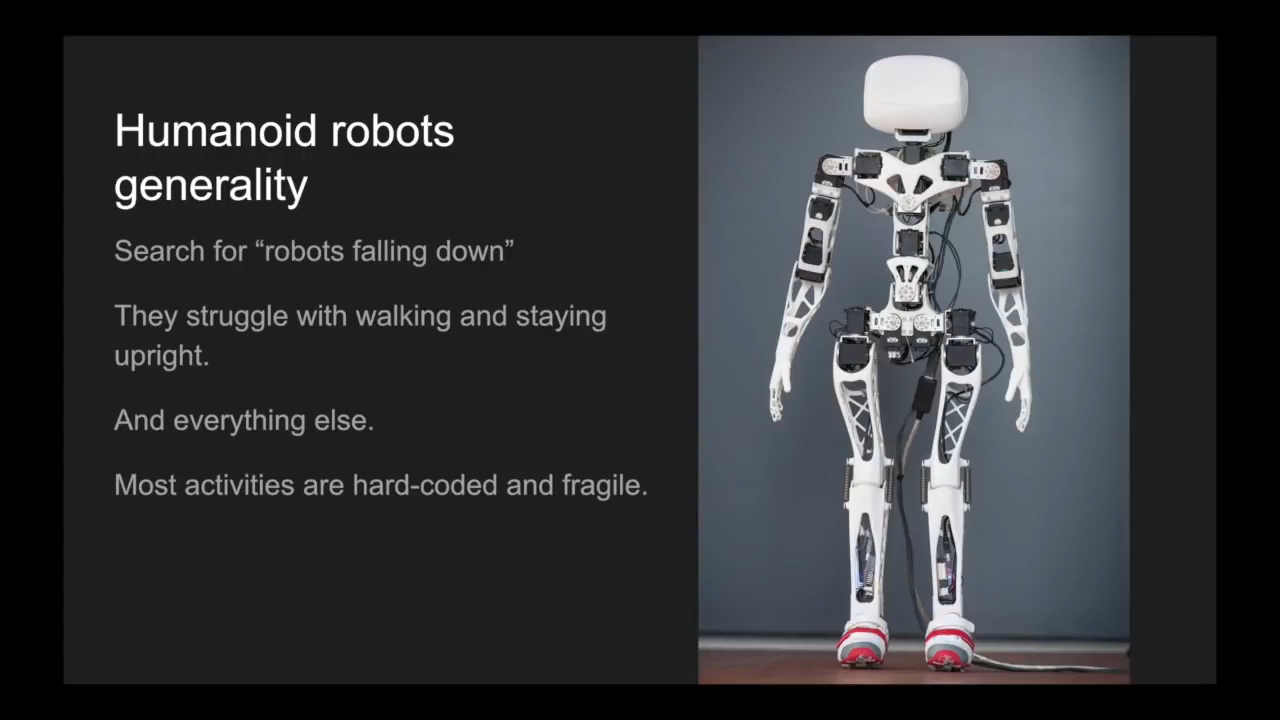 Humanoid robots
generality
Search for “robots falling down”
They struggle with walking and staying
upright.
And everything else.
Most activities are hard-coded and fragile.